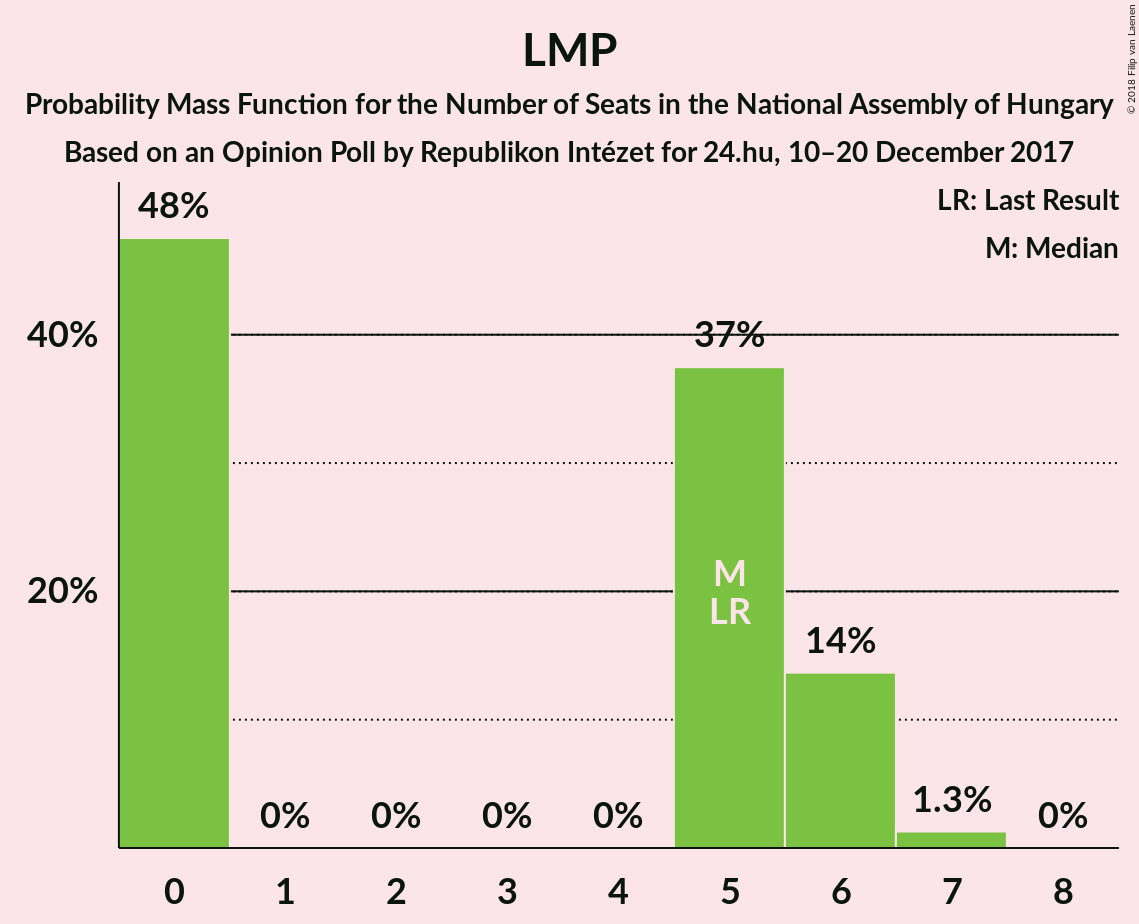 LMP
Probability Mass Function for the Number of Seats in the National Assembly of Hungary
Based on an Opinion Poll by Republikon Intézet for 24.hu, 10–20 December 2017
© 2018 Filip van Laenen
LR: Last Result
M: Median
48%
40%
37%
20%
M
LR
14%
0%
0%
0%
0%
1.3%
0%
0
1
2
3
4
5
6
7
8